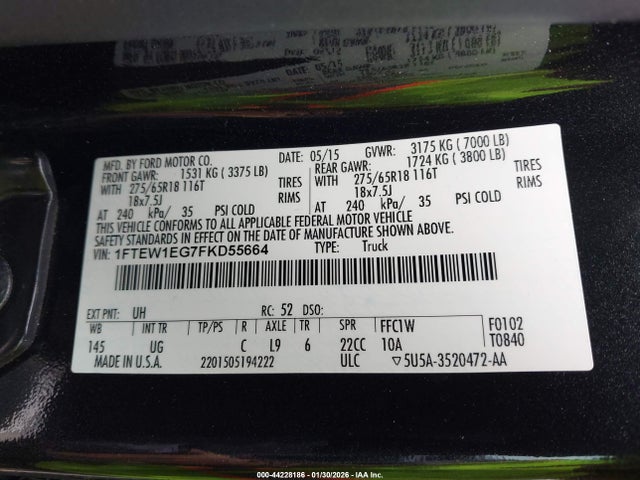 MFD. BY FORD MOTOR CO. DATE: 05/15 GVWR: 3175 KG ( 7000 LB)
FRONT GAWR: 1531 KG ( 3375 LB) REAR GAWR: 1724 KG ( 3800 LB)
WITH 275/65R18 116T TIRES WITH 275/65R18 116T TIRES
18x7.5J RIMS 18x7.5J RIMS
AT 240 kPa/ 35 PSI COLD AT 240 kPa/ 35 PSI COLD
THIS VEHICLE CONFORMS TO ALL APPLICABLE FEDERAL MOTOR VEHICLE
SAFETY STANDARDS IN EFFECT ON THE DATE OF MANUFACTURE SHOWN ABOVE.
VIN: 1FTEW1EG7FKD55664 TYPE: Truck
EXT PNT: UH RC: 52 DSO:
WB INT TR TP/PS R AXLE TR SPR FFC1W F0102
145 UG C L9 6 22CC 10A T0840
MADE IN U.S.A. 2201505194222 ULC ▽5U5A-3520472-AA
000-44228186 - 01/30/2026 - IAA Inc.